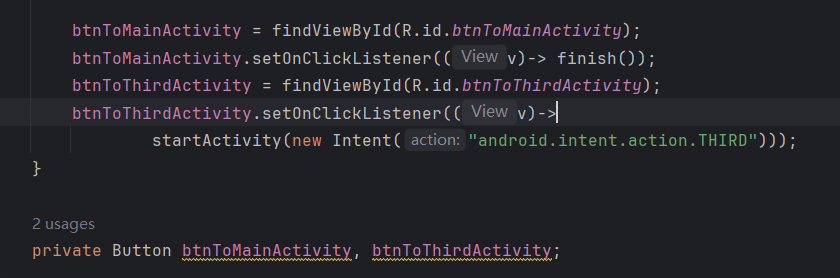 btnToMainActivity = findViewById(R.id.btnToMainActivity);
btnToMainActivity.setOnClickListener(( View v)-> finish());
btnToThirdActivity = findViewById(R.id.btnToThirdActivity);
btnToThirdActivity.setOnClickListener(( View v)->
startActivity(new Intent( action: "android.intent.action.THIRD")));
}
2 usages
private Button btnToMainActivity, btnToThirdActivity;